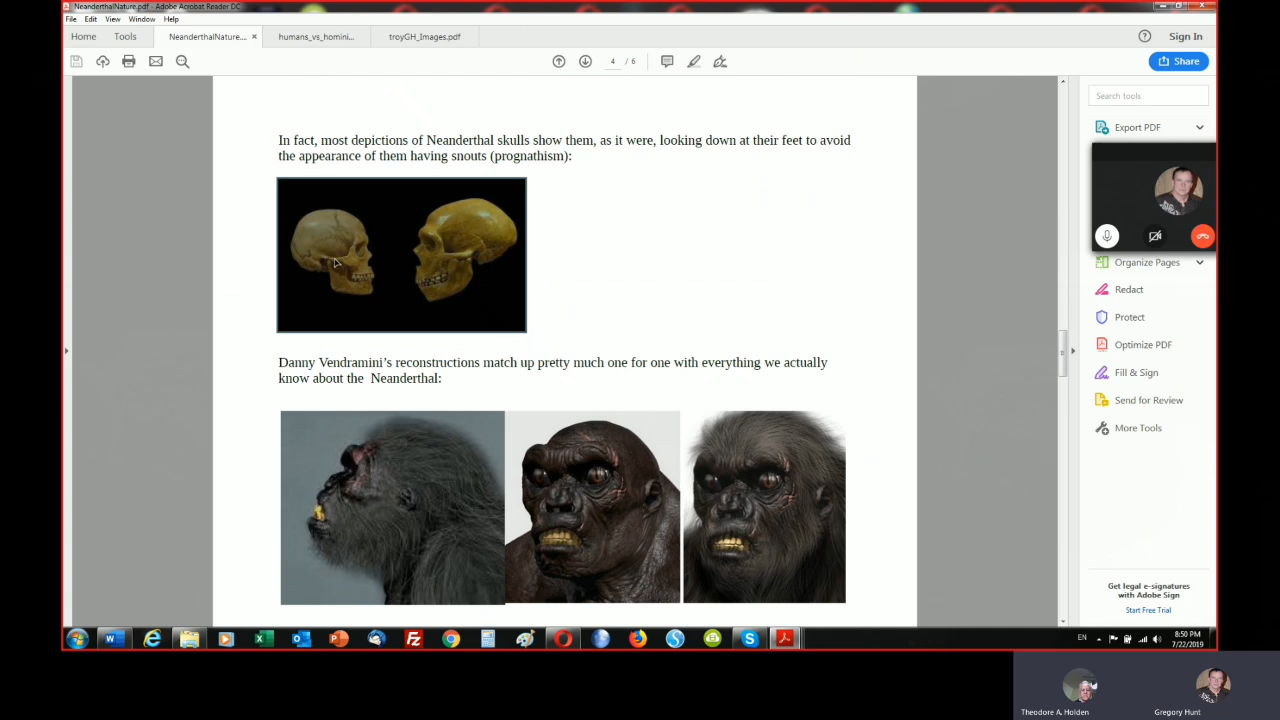 NeanderthalNature.pdf - Adobe Acrobat Reader DC
File Edit View Window Help
Home Tools NeanderthalNature.... × humans_vs_homini... troyGH_Images.pdf Sign In
4 / 6 Share
In fact, most depictions of Neanderthal skulls show them, as it were, looking down at their feet to avoid
the appearance of them having snouts (prognathism):
Danny Vendramini’s reconstructions match up pretty much one for one with everything we actually
know about the Neanderthal:
Search tools
Export PDF
Organize Pages
Redact
Protect
Optimize PDF
Fill & Sign
Send for Review
More Tools
Get legal e-signatures
with Adobe Sign
Start Free Trial
EN
8:50 PM
7/22/2019
Theodore A. Holden Gregory Hunt